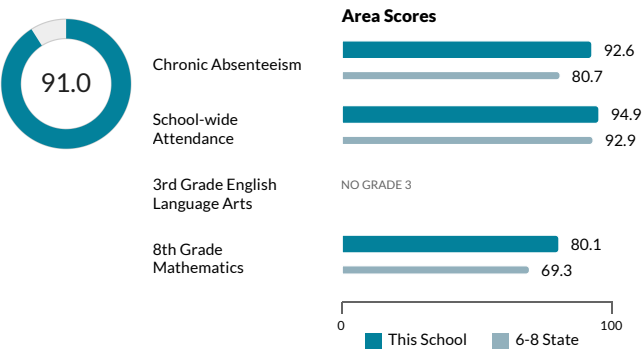 Area Scores
91.0
Chronic Absenteeism
92.6
80.7
School-wide
Attendance
94.9
92.9
3rd Grade English
Language Arts
NO GRADE 3
8th Grade
Mathematics
80.1
69.3
0
100
This School
6-8 State